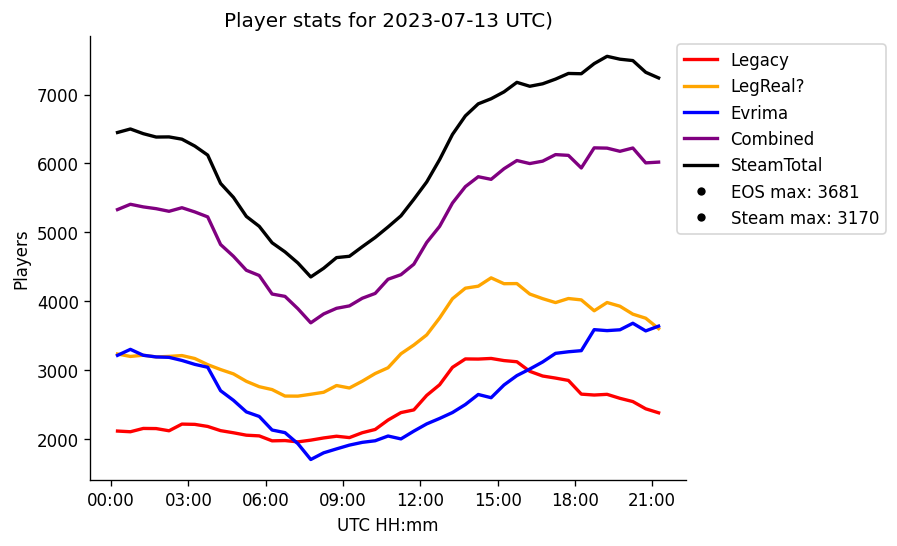 Player stats for 2023-07-13 UTC)
Legacy
LegReal?
Evrima
Combined
SteamTotal
EOS max: 3681
Steam max: 3170
Players
7000
6000
5000
4000
3000
2000
00:00 03:00 06:00 09:00 12:00 15:00 18:00 21:00
UTC HH:mm